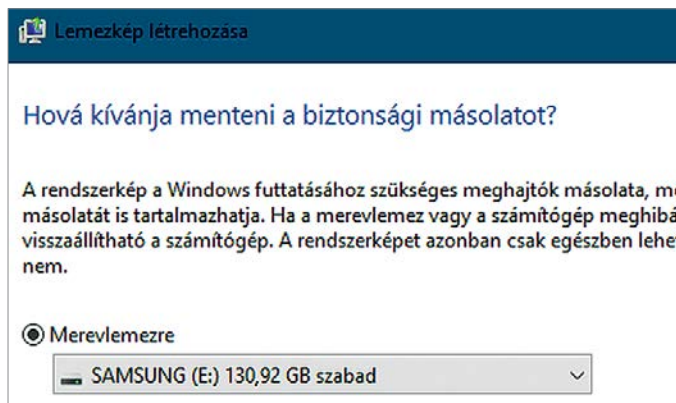 Lemezkép létrehozása
Hová kívánja menteni a biztonsági másolatot?
A rendszerkép a Windows futtatásához szükséges meghajtók másolata,
másolatát is tartalmazhatja. Ha a merevlemez vagy a számítógép
visszaállítható a számítógép. A rendszerképet azonban csak egészben
nem.
Merevlemezre
SAMSUNG (E:) 130,92 GB szabad